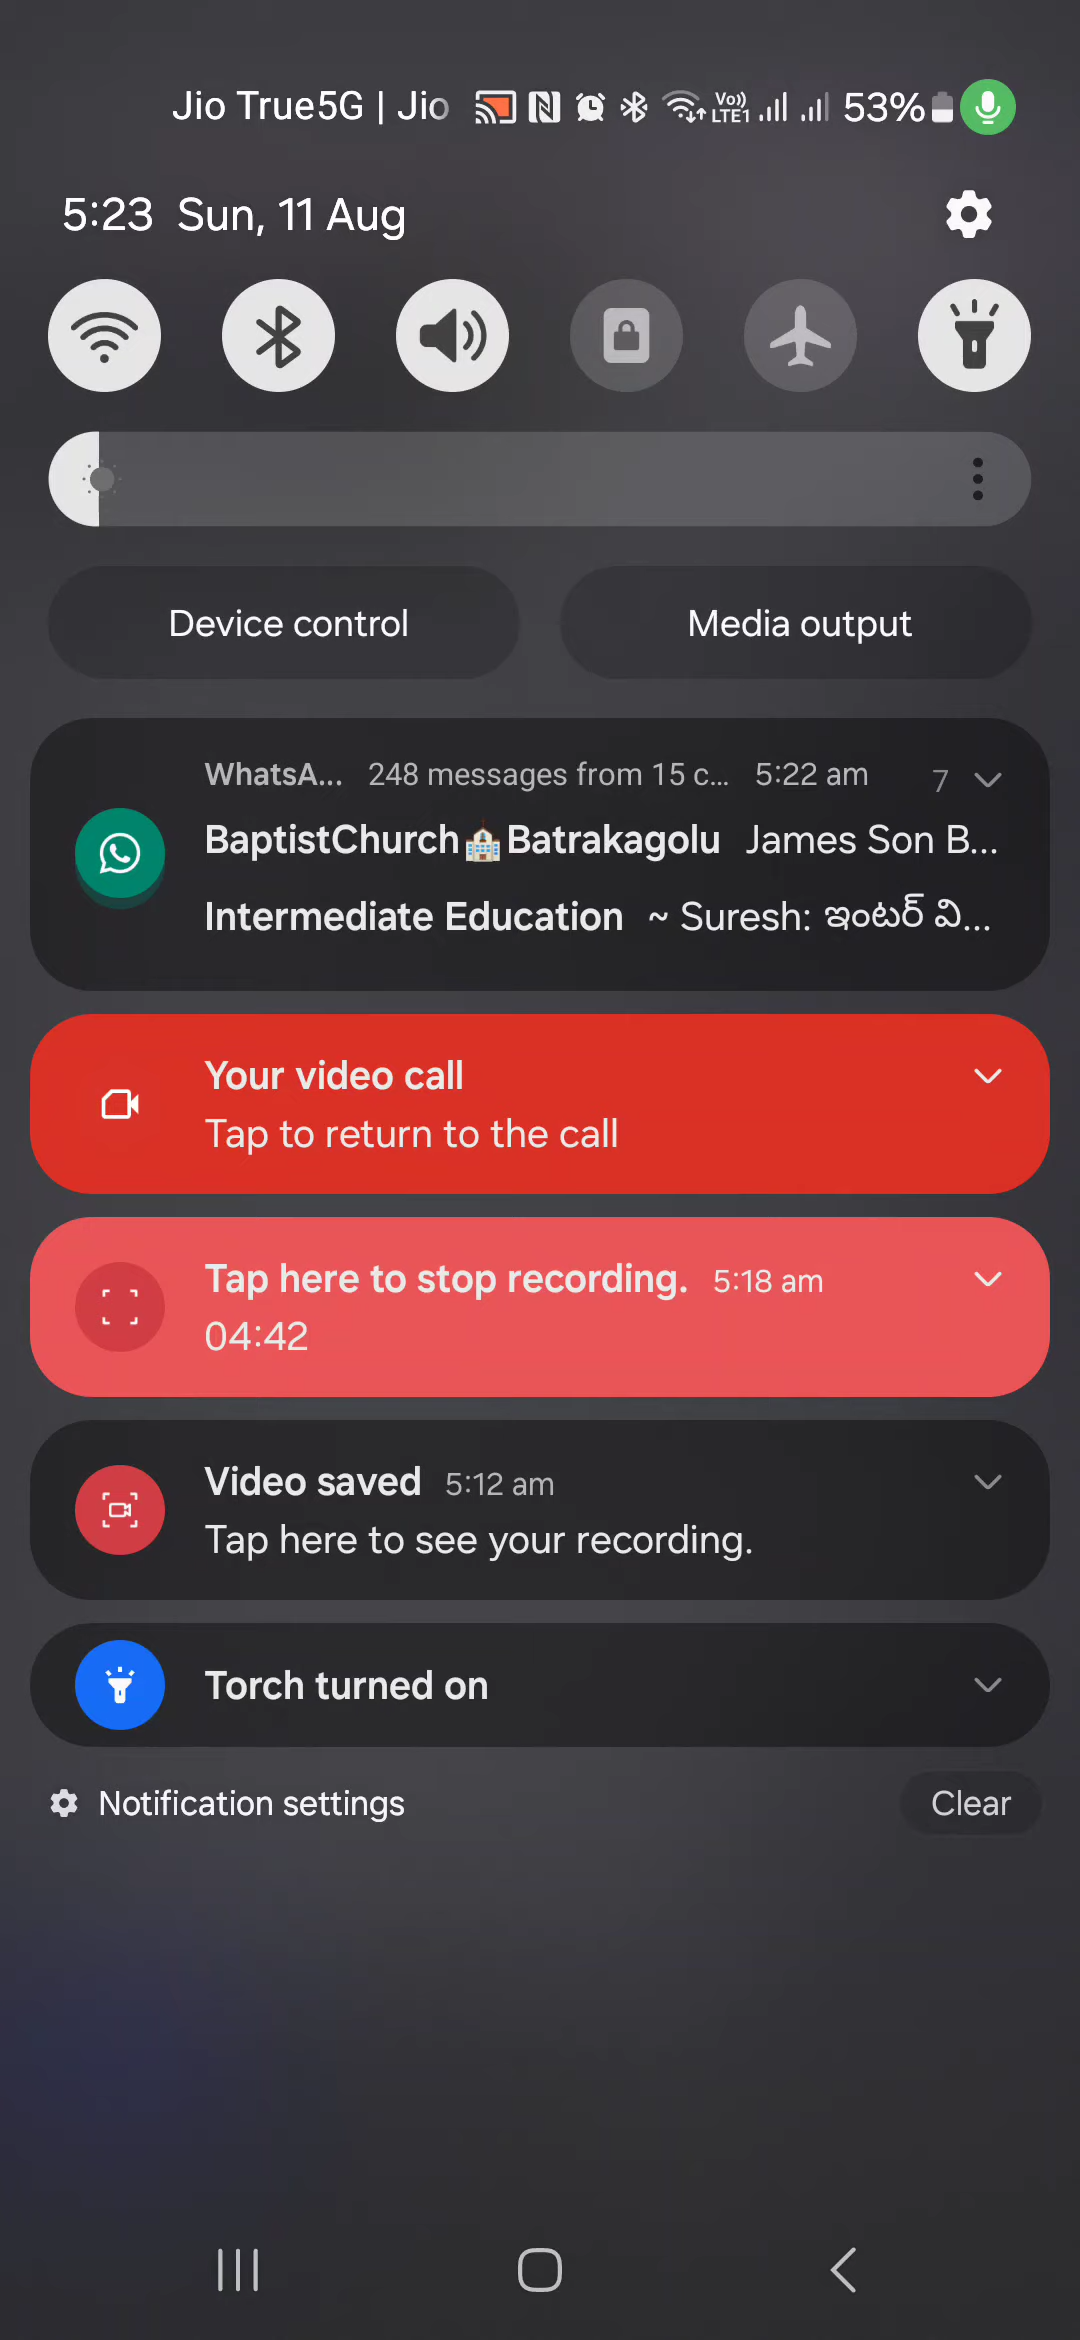 Jio True5G | Jio Vo)) LTE1 53%
5:23 Sun, 11 Aug
Device control Media output
WhatsA... 248 messages from 15 c... 5:22 am 7
BaptistChurch⛪Batrakagolu James Son B...
Intermediate Education ~ Suresh: ఇంటర్ వి...
Your video call
Tap to return to the call
Tap here to stop recording. 5:18 am
04:42
Video saved 5:12 am
Tap here to see your recording.
Torch turned on
Notification settings Clear